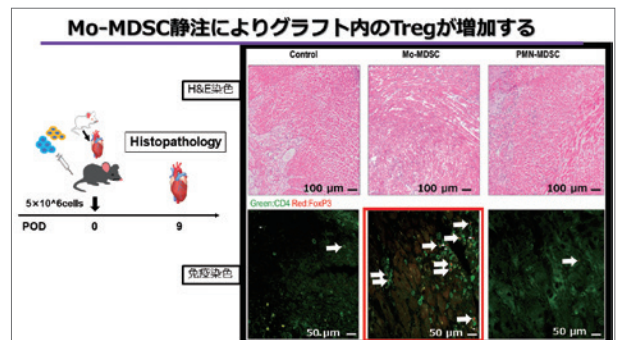 Mo-MDSC静注によりグラフト内のTregが増加する
Control
Mo-MDSC
PMN-MDSC
H&E染色
100 μm
100 μm
100 μm
Histopathology
5×10^6cells
POD
0
9
Green:CD4 Red:FoxP3
免疫染色
50 μm
50 μm
50 μm